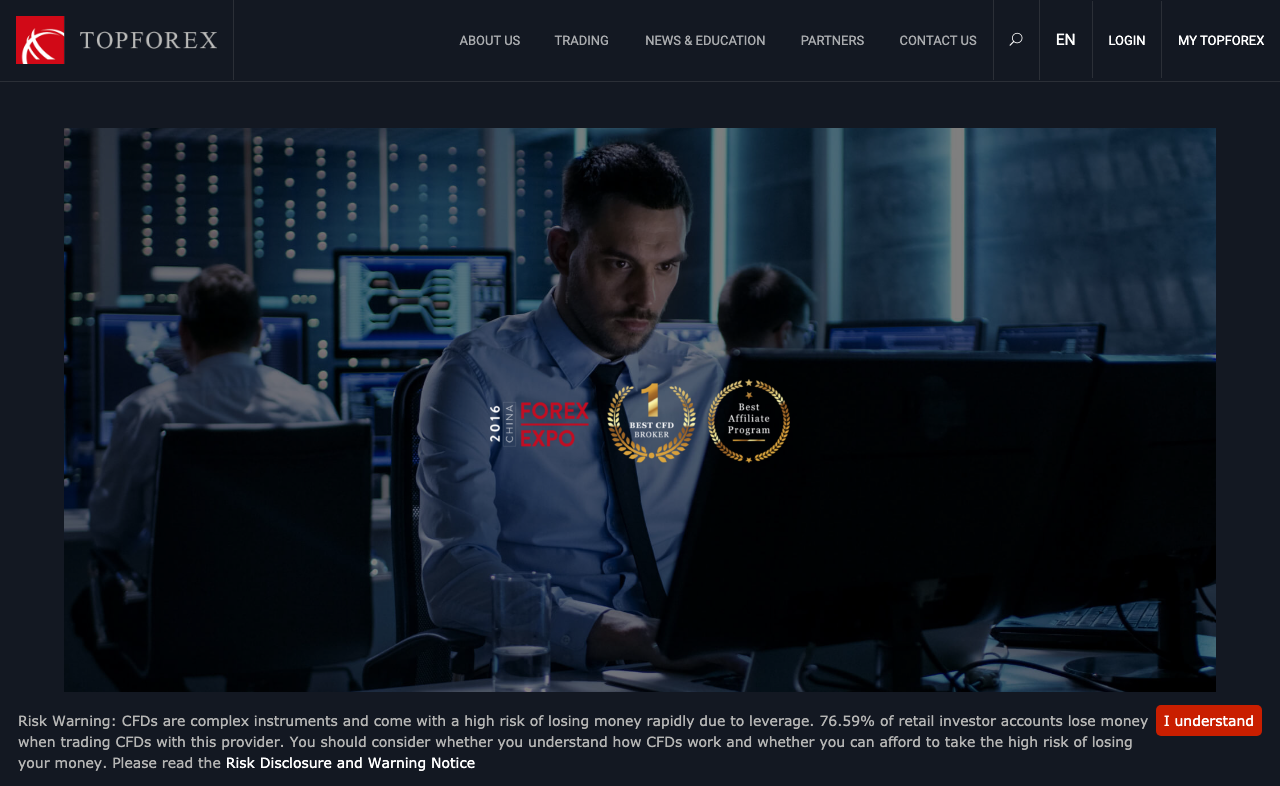 TOPFOREX
ABOUT US
TRADING
NEWS & EDUCATION
PARTNERS
CONTACT US
EN
LOGIN
MY TOPFOREX
2016
CHINA
FOREX
EXPO
1
BEST CFD
BROKER
Best
Affiliate
Program
Risk Warning: CFDs are complex instruments and come with a high risk of losing money rapidly due to leverage. 76.59% of retail investor accounts lose money
when trading CFDs with this provider. You should consider whether you understand how CFDs work and whether you can afford to take the high risk of losing
your money. Please read the Risk Disclosure and Warning Notice
I understand